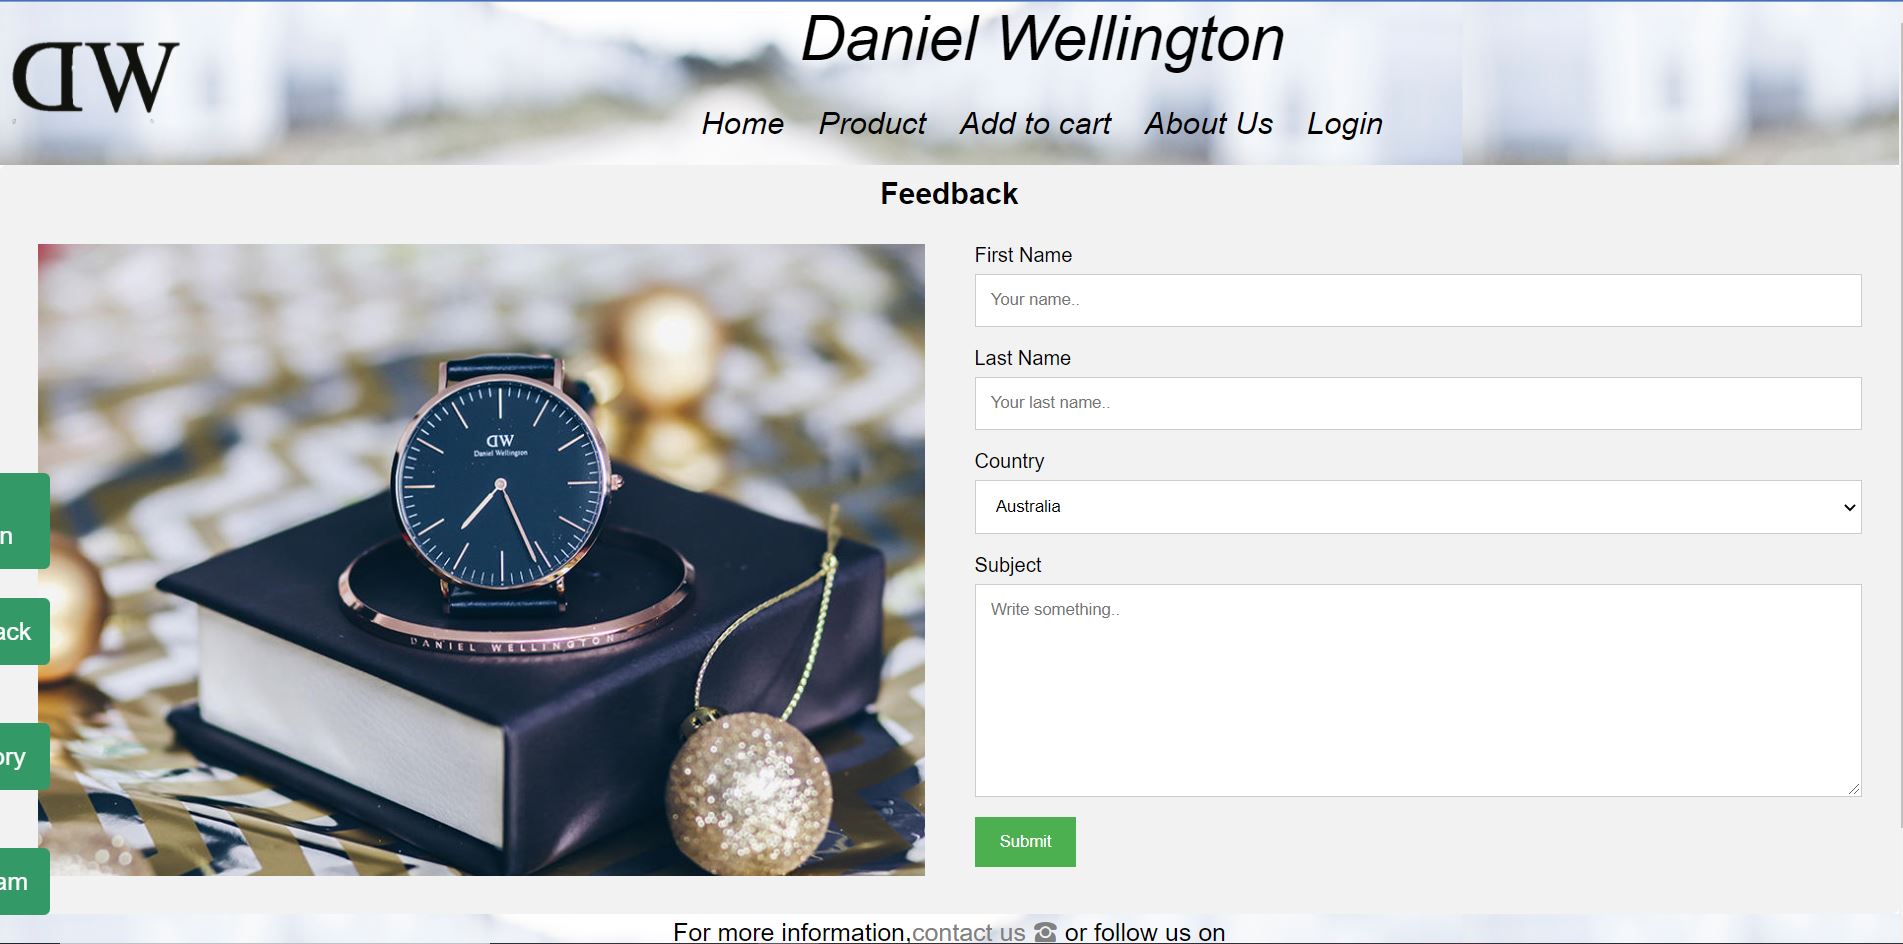 Daniel Wellington
DW
Home Product Add to cart About Us Login
Feedback
First Name
Your name..
Last Name
Your last name..
Country
Australia
Subject
Write something..
Submit
DW
Daniel Wellington
DANIEL WELLINGTON
n
ack
ory
am
For more information,contact us ☎ or follow us on